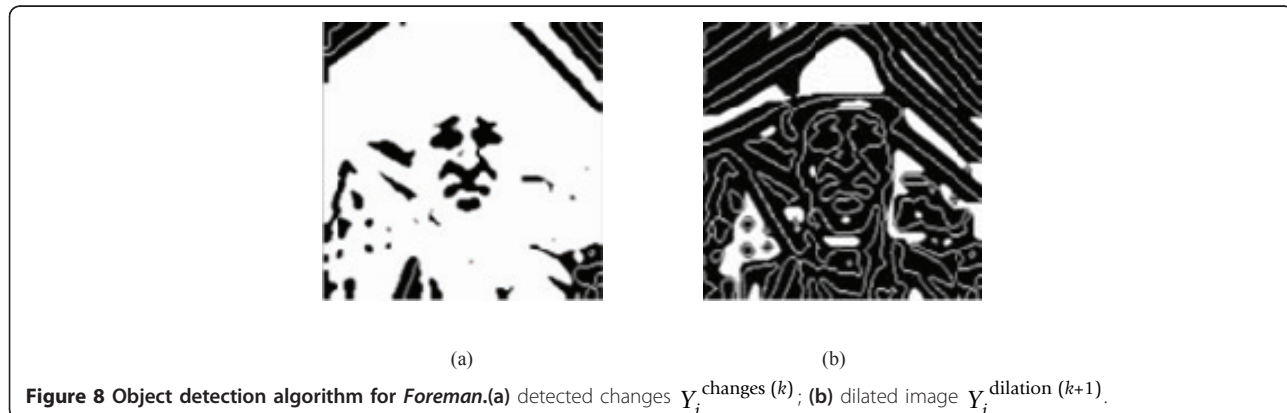 (a) (b)
Figure 8 Object detection algorithm for Foreman.(a) detected changes Y_i^changes (k); (b) dilated image Y_i^dilation (k+1).